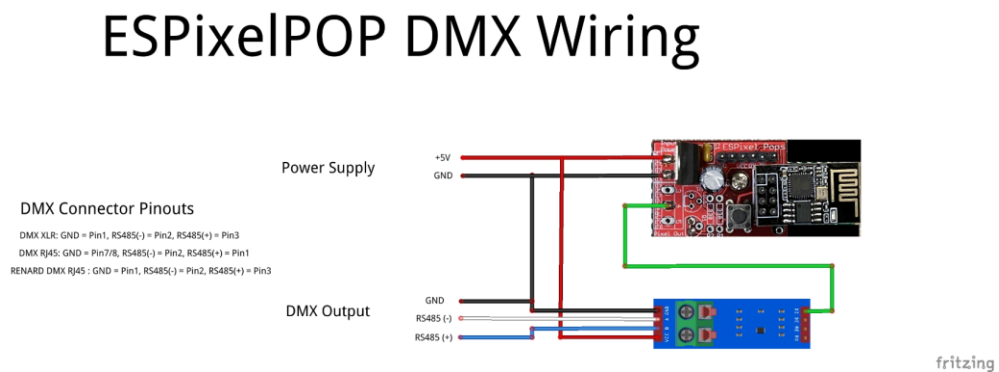 ESPixelPOP DMX Wiring
ESPixel Pops
Power Supply
+5V
GND
DMX Connector Pinouts
DMX XLR: GND = Pin1, RS485(-) = Pin2, RS485(+) = Pin3
DMX RJ45: GND = Pin7/8, RS485(-) = Pin2, RS485(+) = Pin1
RENARD DMX RJ45 : GND = Pin1, RS485(-) = Pin2, RS485(+) = Pin3
Pixel Out
DMX Output
GND
RS485 (-)
RS485 (+)
fritzing